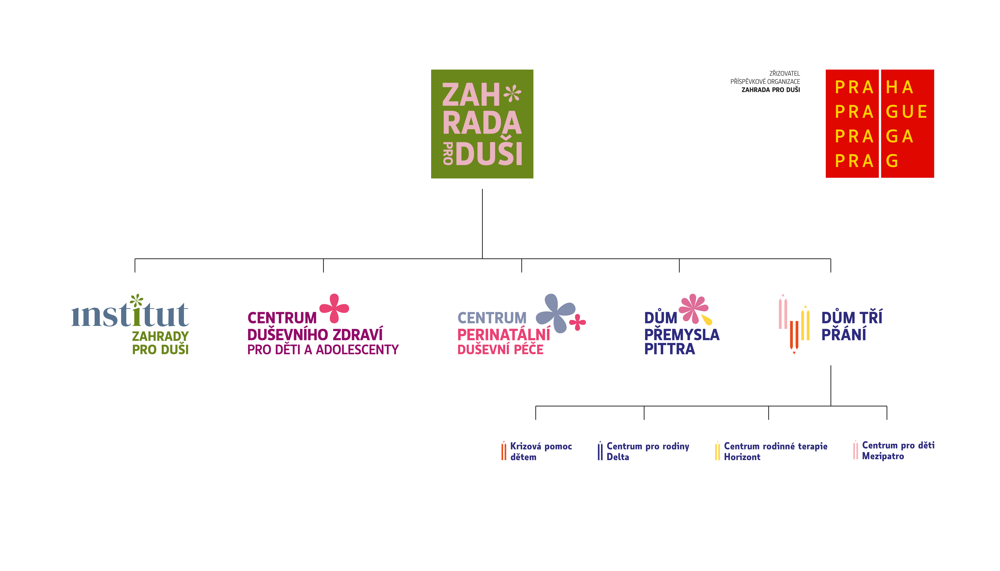 ZAH
RADA
PRO DUŠI
ZŘIZOVATEL
PŘÍSPĚVKOVÉ ORGANIZACE
ZAHRADA PRO DUŠI
PRA HA
PRA GUE
PRA GA
PRA G
institut
ZAHRADY
PRO DUŠI
CENTRUM
DUŠEVNÍHO ZDRAVÍ
PRO DĚTI A ADOLESCENTY
CENTRUM
PERINATÁLNÍ
DUŠEVNÍ PÉČE
DŮM
PŘEMYSLA
PITTRA
DŮM TŘÍ
PŘÁNÍ
Krizová pomoc
dětem
Centrum pro rodiny
Delta
Centrum rodinné terapie
Horizont
Centrum pro děti
Mezipatro